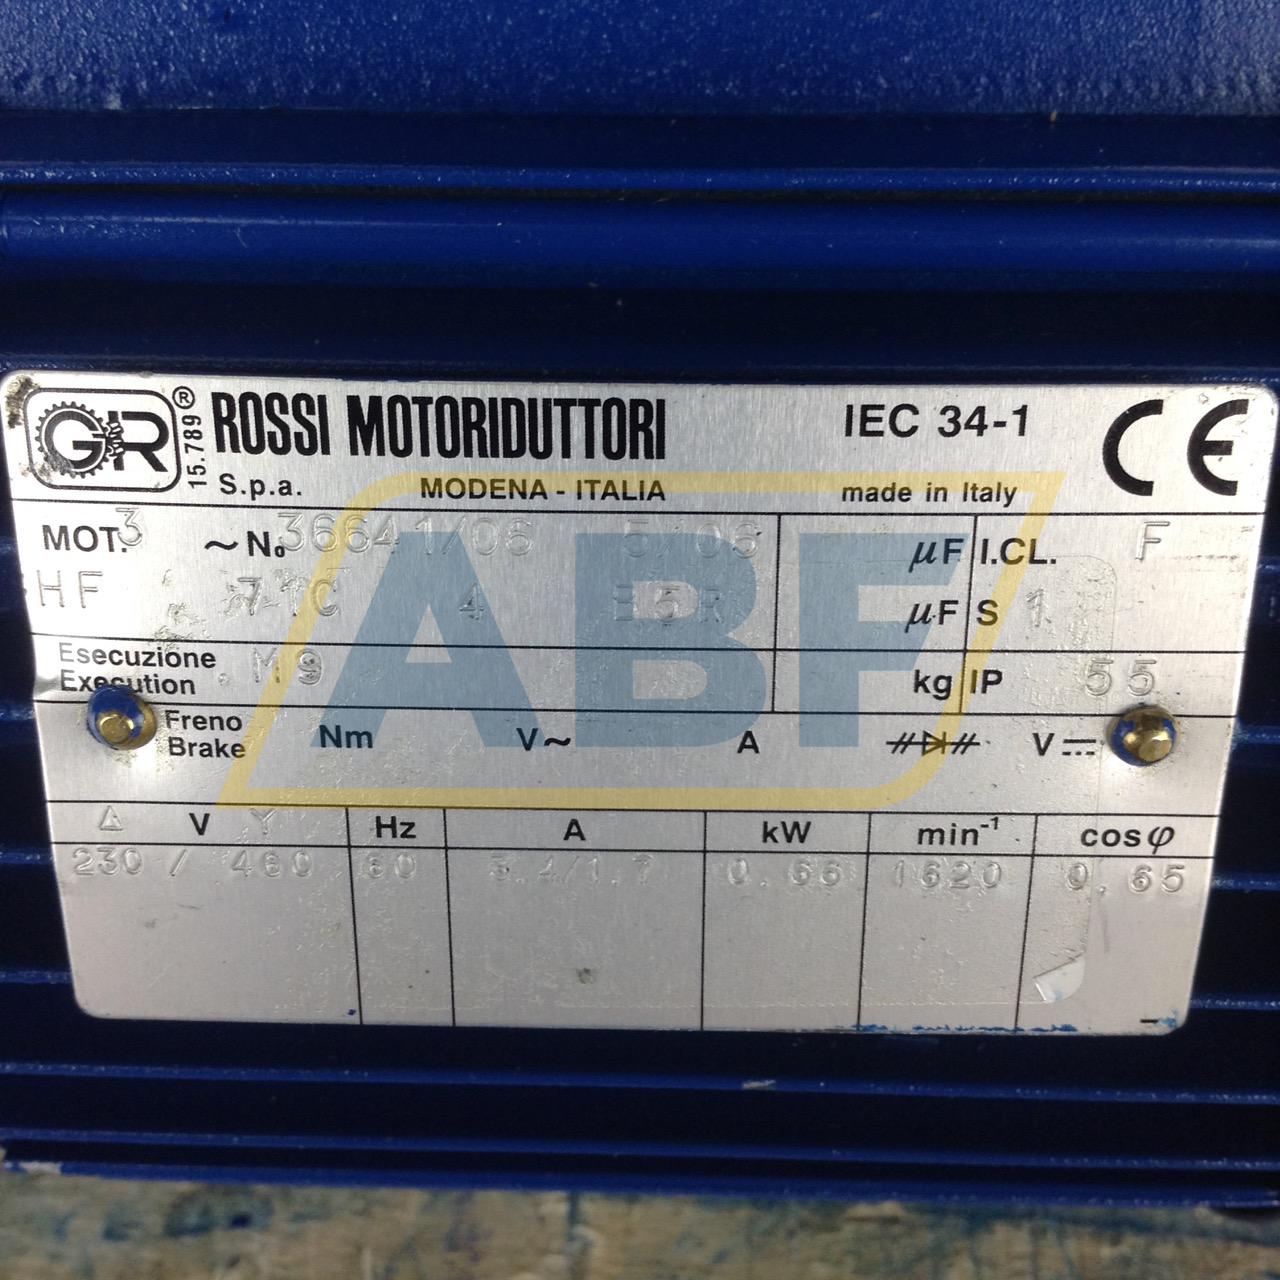 GR ® 15.789 ROSSI MOTORIDUTTORI IEC 34-1 CE
S.p.a. MODENA - ITALIA made in Italy
MOT. 3 ~ No 36641/06 5/06 μF I.CL. F
HF 71C 4 B5R μF S 1
Esecuzione .M9
Execution kg IP 55
Freno
Brake Nm V~ A V
Δ V Y Hz A kW min-1 cosφ
230 / 460 60 3.4/1.7 0.66 1620 0.65
ABF